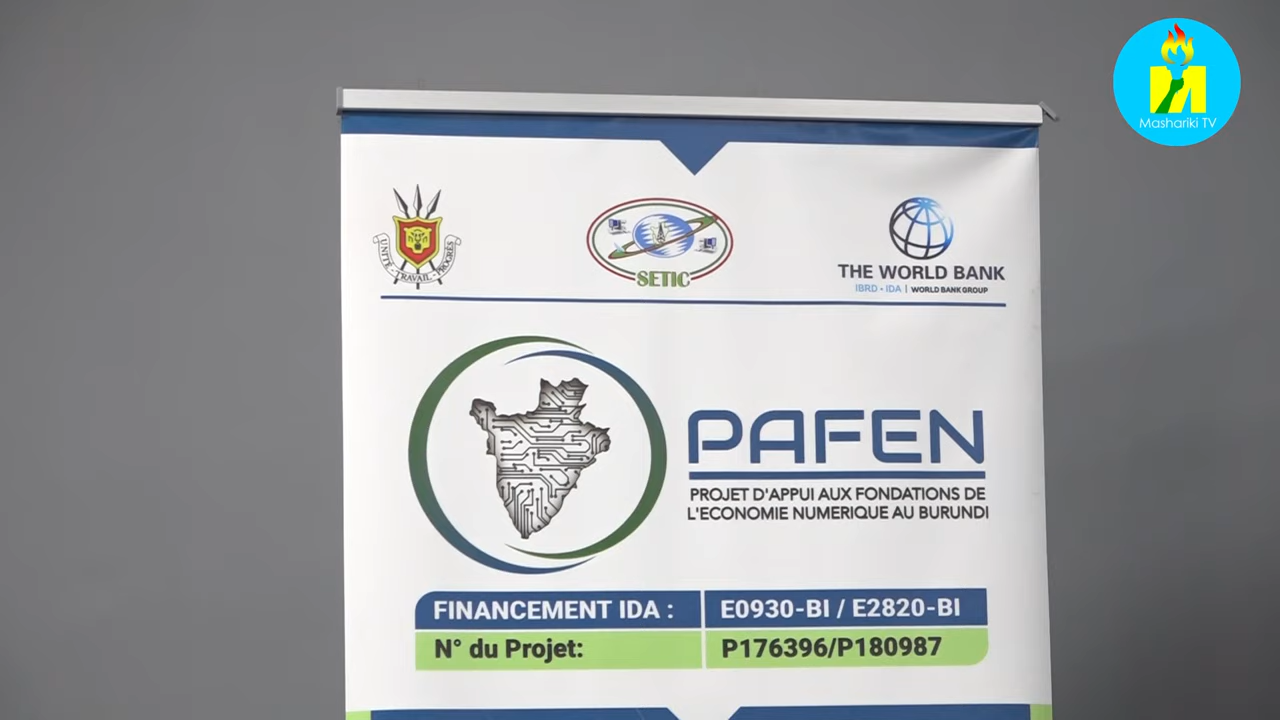 Mashariki TV
UNITE - TRAVAIL - PROGRES
SETIC
THE WORLD BANK
IBRD • IDA | WORLD BANK GROUP
PAFEN
PROJET D'APPUI AUX FONDATIONS DE
L'ECONOMIE NUMERIQUE AU BURUNDI
FINANCEMENT IDA : E0930-BI / E2820-BI
N° du Projet: P176396/P180987